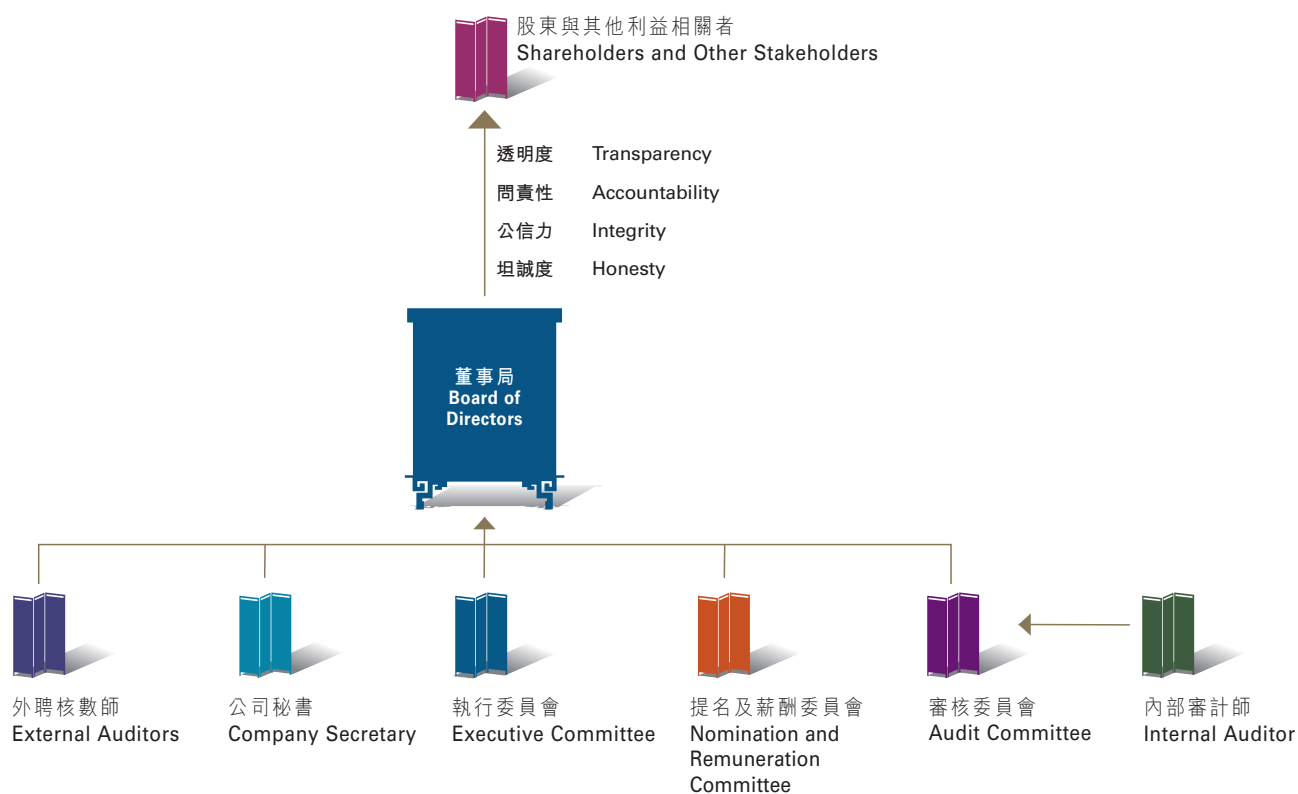 股東與其他利益相關者
Shareholders and Other Stakeholders
透明度 Transparency
問責性 Accountability
公信力 Integrity
坦誠度 Honesty
董事局
Board of
Directors
外聘核數師
External Auditors
公司秘書
Company Secretary
執行委員會
Executive Committee
提名及薪酬委員會
Nomination and
Remuneration
Committee
審核委員會
Audit Committee
內部審計師
Internal Auditor